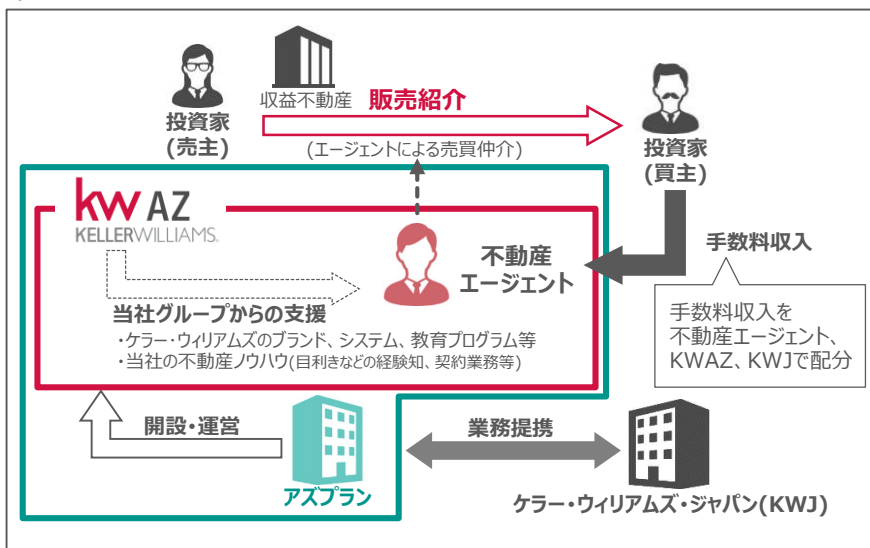 収益不動産
販売紹介
投資家
(売主)
(エージェントによる売買仲介)
投資家
(買主)
kw AZ
KELLERWILLIAMS.
不動産
エージェント
手数料収入
手数料収入を
不動産エージェント、
KWAZ、KWJで配分
当社グループからの支援
・ケラー・ウィリアムズのブランド、システム、教育プログラム等
・当社の不動産ノウハウ(目利きなどの経験知、契約業務等)
開設・運営
業務提携
アズプラン
ケラー・ウィリアムズ・ジャパン(KWJ)